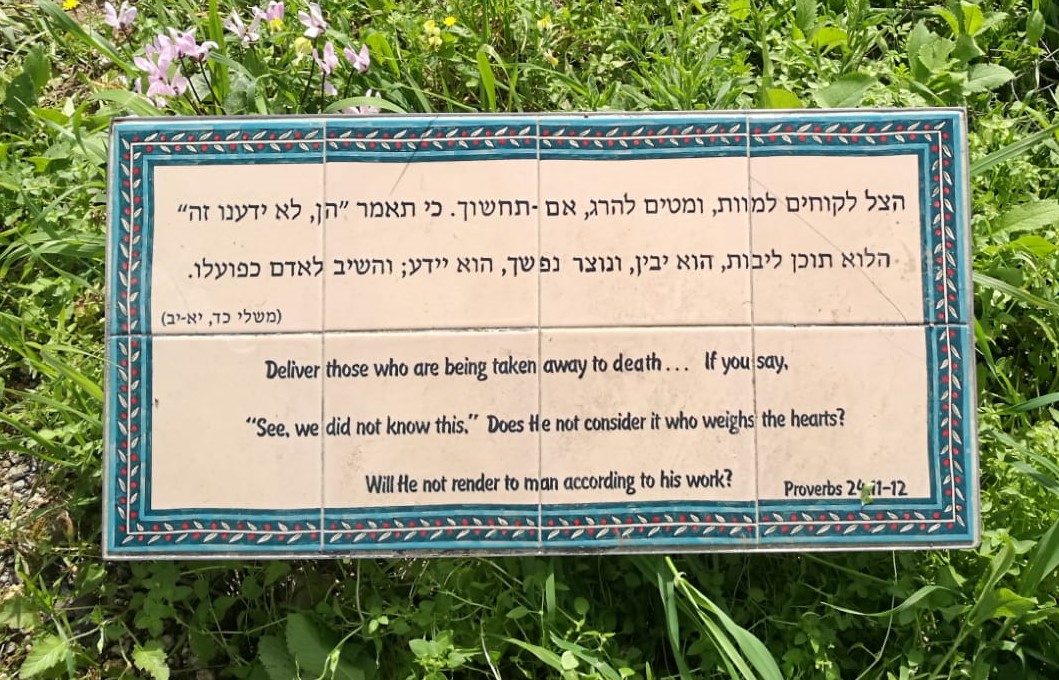 הצל לקוחים למוות, ומטים להרג, אם -תחשוך. כי תאמר ״הן, לא ידענו זה״
הלוא תוכן ליבות, הוא יבין, ונוצר נפשך, הוא יידע; והשיב לאדם כפועלו.
(משלי כד, יא-יב)
Deliver those who are being taken away to death... If you say,
“See, we did not know this.” Does He not consider it who weighs the hearts?
Will He not render to man according to his work?
Proverbs 24:11-12